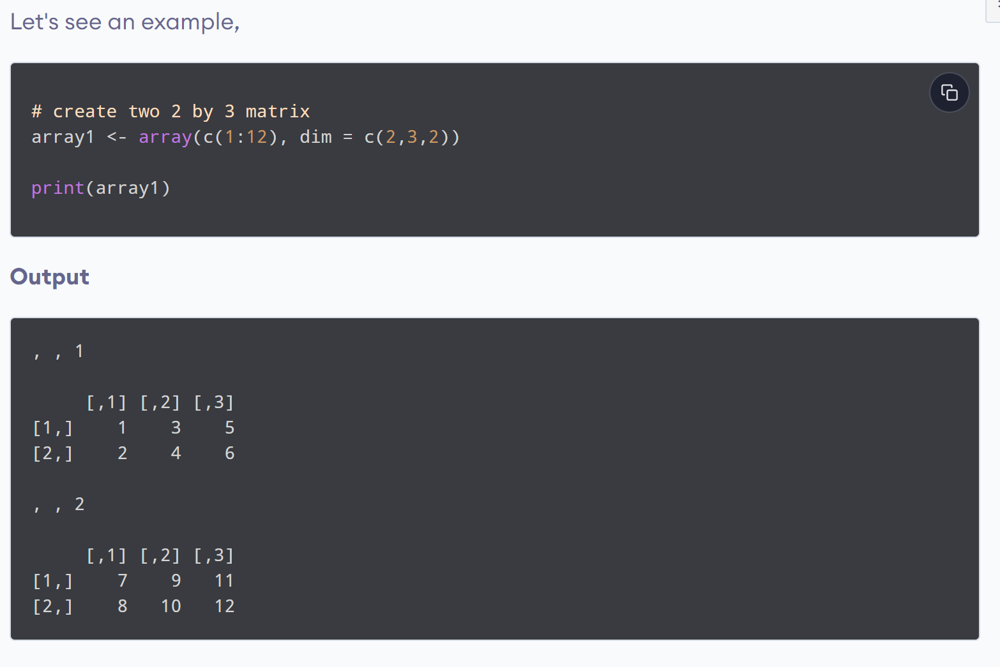 Let's see an example,
# create two 2 by 3 matrix
array1 <- array(c(1:12), dim = c(2,3,2))
print(array1)
Output
, , 1
     [,1] [,2] [,3]
[1,]    1    3    5
[2,]    2    4    6
, , 2
     [,1] [,2] [,3]
[1,]    7    9   11
[2,]    8   10   12